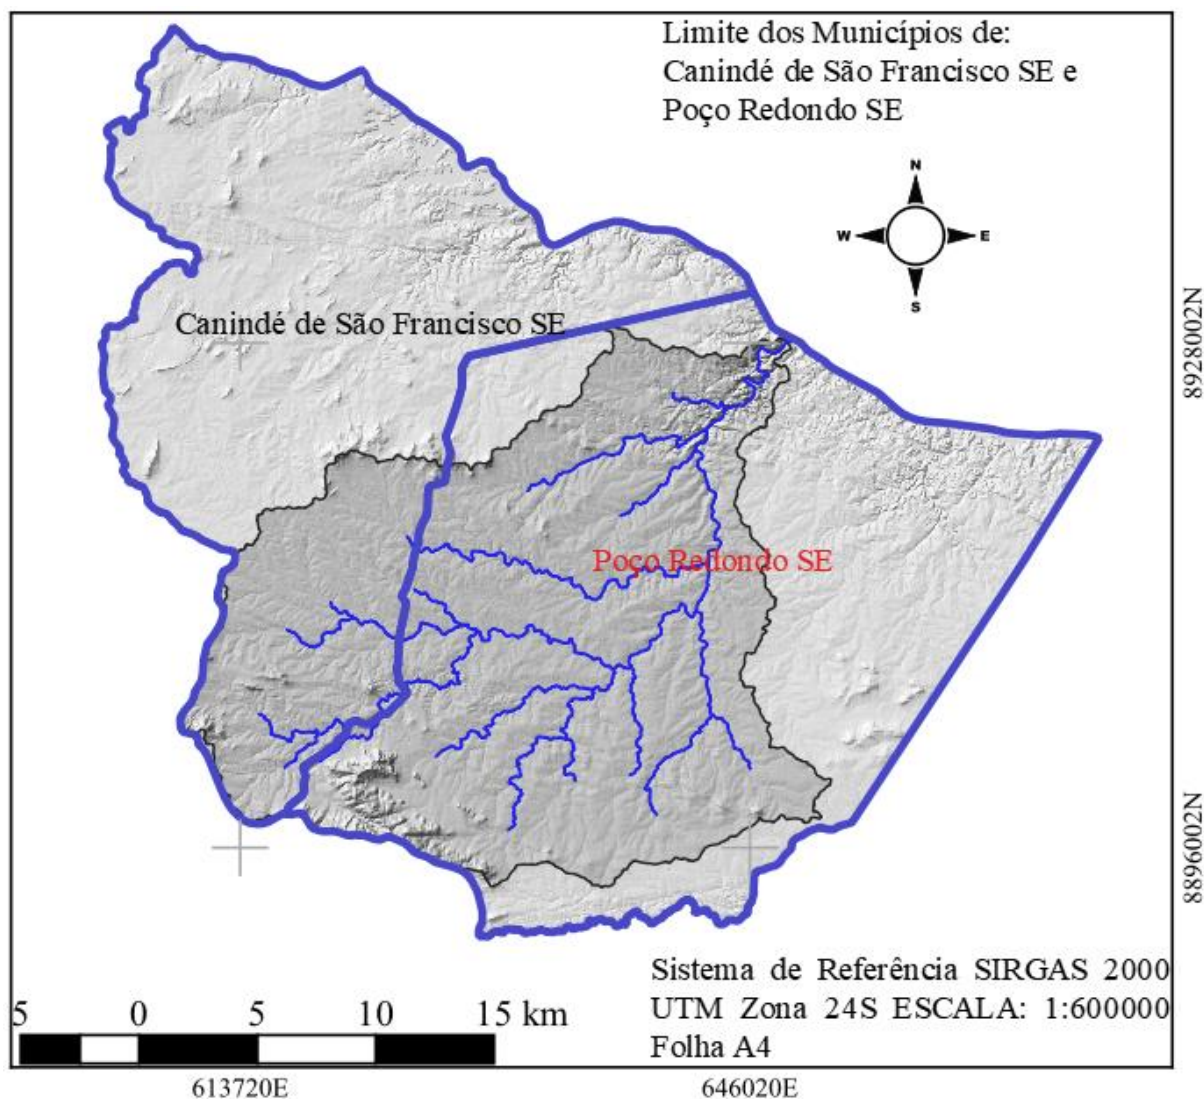 Limite dos Municípios de:
Canindé de São Francisco SE e
Poço Redondo SE
N
W E
S
Canindé de São Francisco SE
Poço Redondo SE
8928002N
8896002N
Sistema de Referência SIRGAS 2000
UTM Zona 24S ESCALA: 1:600000
Folha A4
5 0 5 10 15 km
613720E 646020E